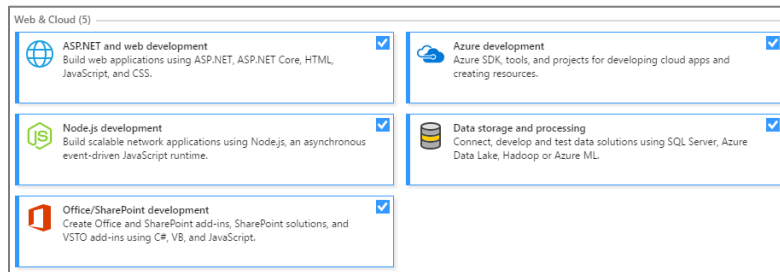 Web & Cloud (5)
ASP.NET and web development
Build web applications using ASP.NET, ASP.NET Core, HTML,
JavaScript, and CSS.
Azure development
Azure SDK, tools, and projects for developing cloud apps and
creating resources.
JS
Node.js development
Build scalable network applications using Node.js, an asynchronous
event-driven JavaScript runtime.
Data storage and processing
Connect, develop and test data solutions using SQL Server, Azure
Data Lake, Hadoop or Azure ML.
Office/SharePoint development
Create Office and SharePoint add-ins, SharePoint solutions, and
VSTO add-ins using C#, VB, and JavaScript.